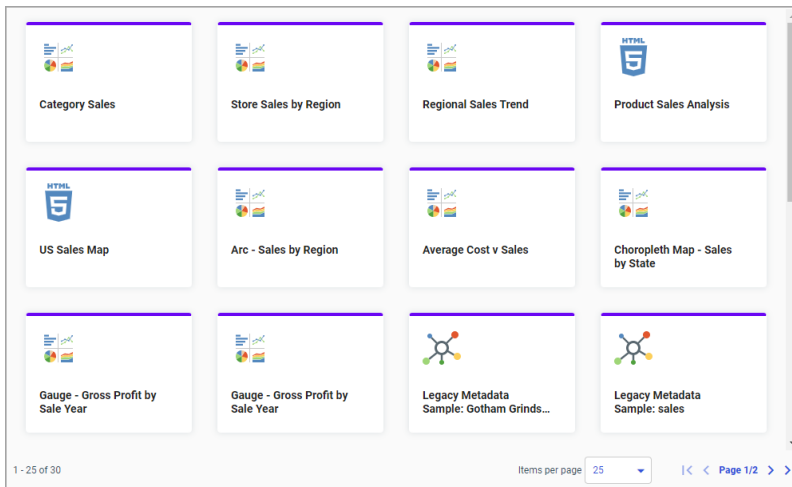 Category Sales
Store Sales by Region
Regional Sales Trend
HTML
5
Product Sales Analysis
HTML
5
US Sales Map
Arc - Sales by Region
Average Cost v Sales
Choropleth Map - Sales
by State
Gauge - Gross Profit by
Sale Year
Gauge - Gross Profit by
Sale Year
Legacy Metadata
Sample: Gotham Grinds...
Legacy Metadata
Sample: sales
1 - 25 of 30
Items per page
25
Page 1/2